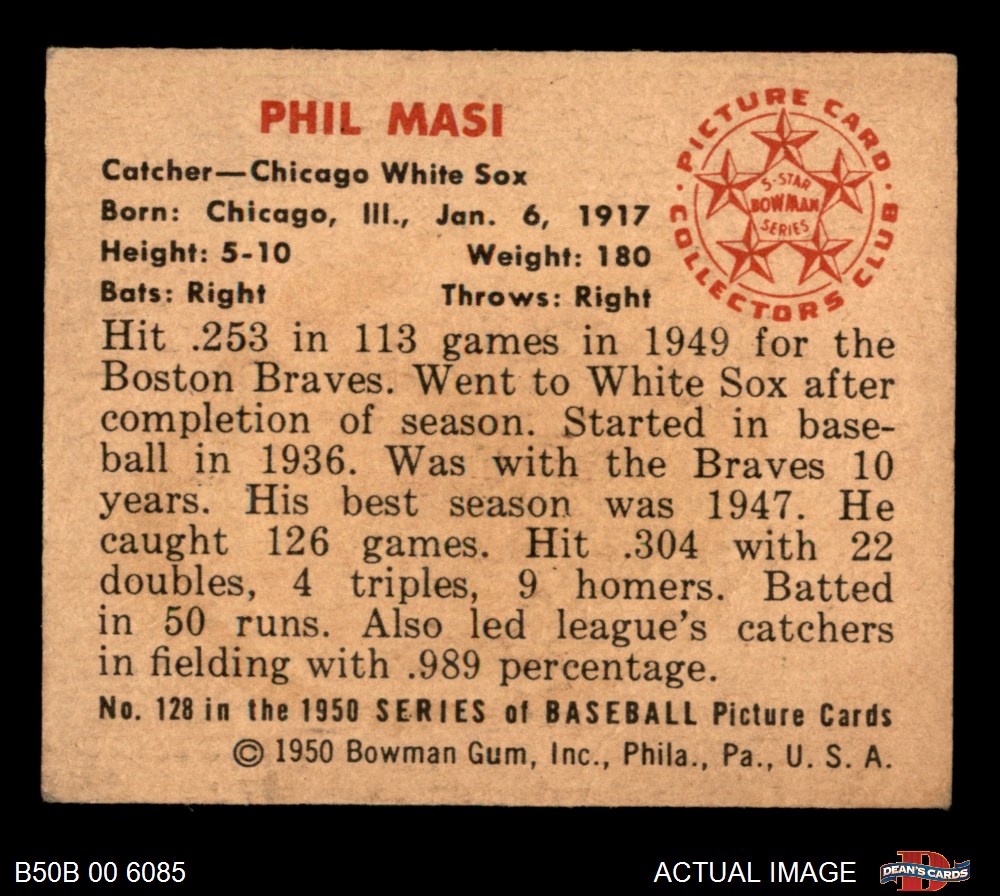 PHIL MASI
Catcher—Chicago White Sox
Born: Chicago, Ill., Jan. 6, 1917
Height: 5-10 Weight: 180
Bats: Right Throws: Right
PICTURE CARD
COLLECTORS CLUB
5-STAR
BOWMAN
SERIES
Hit .253 in 113 games in 1949 for the
Boston Braves. Went to White Sox after
completion of season. Started in base-
ball in 1936. Was with the Braves 10
years. His best season was 1947. He
caught 126 games. Hit .304 with 22
doubles, 4 triples, 9 homers. Batted
in 50 runs. Also led league's catchers
in fielding with .989 percentage.
No. 128 in the 1950 SERIES of BASEBALL Picture Cards
© 1950 Bowman Gum, Inc., Phila., Pa., U. S. A.
B50B 00 6085
ACTUAL IMAGE
D
DEAN'S CARDS